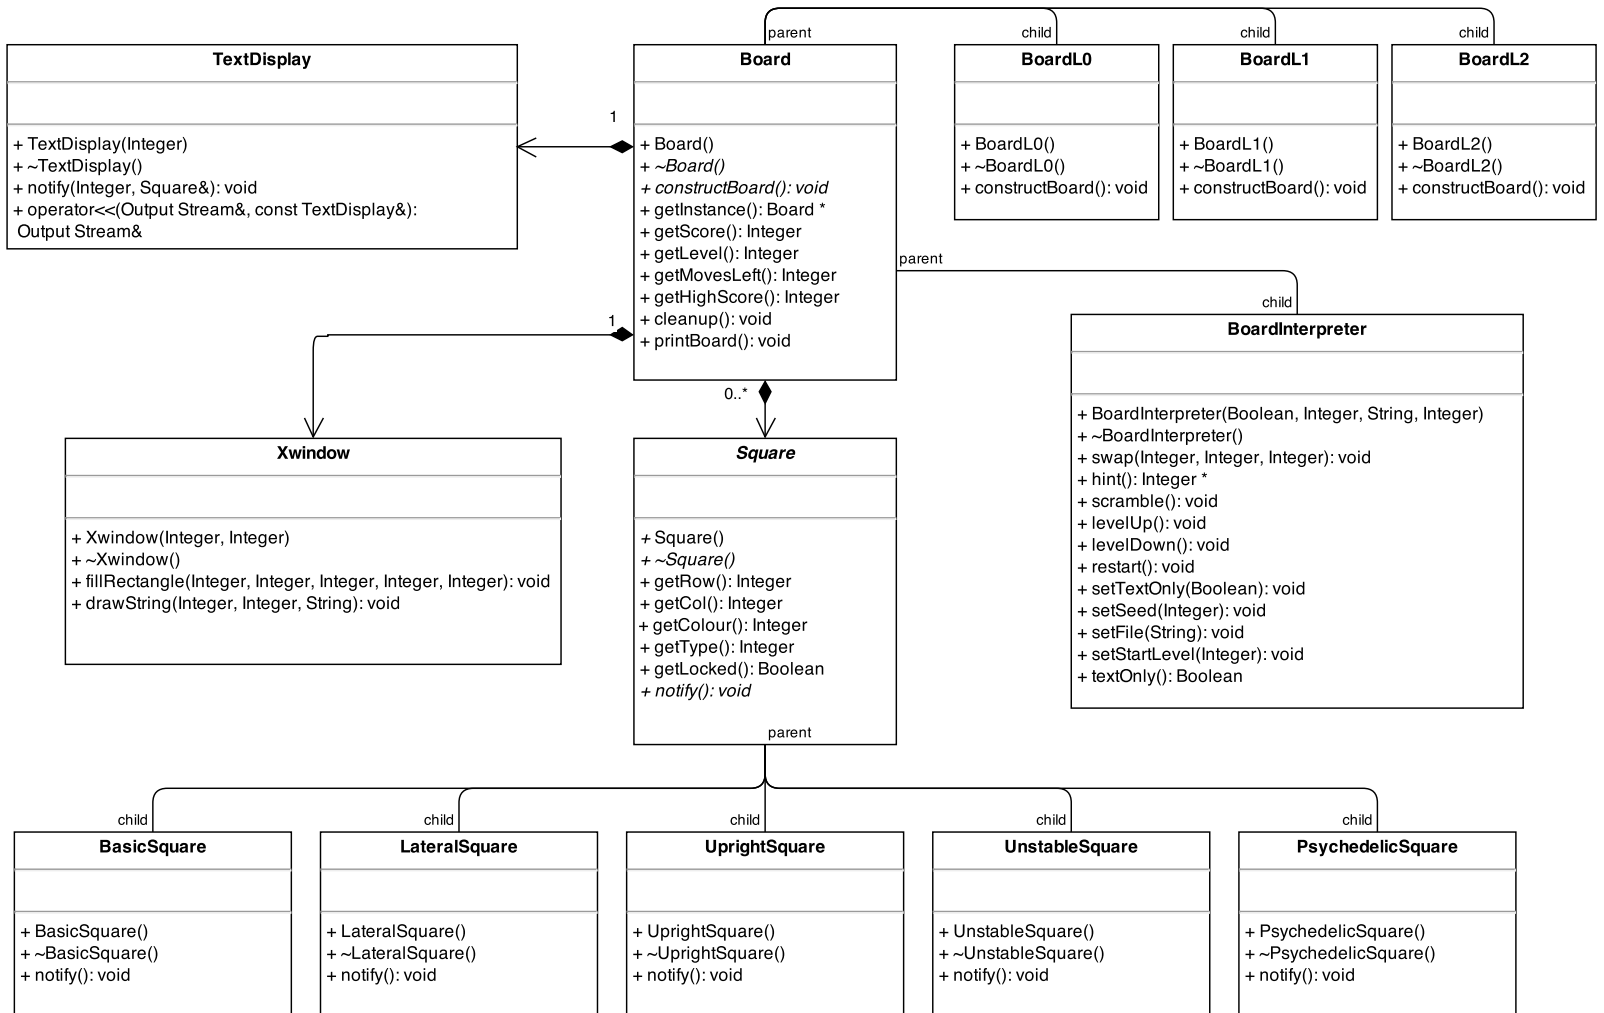 parent
child
child
child
TextDisplay
+ TextDisplay(Integer)
+ ~TextDisplay()
+ notify(Integer, Square&): void
+ operator<<(Output Stream&, const TextDisplay&):
Output Stream&
1
Board
+ Board()
+ ~Board()
+ constructBoard(): void
+ getInstance(): Board *
+ getScore(): Integer
+ getLevel(): Integer
+ getMovesLeft(): Integer
+ getHighScore(): Integer
+ cleanup(): void
+ printBoard(): void
BoardL0
+ BoardL0()
+ ~BoardL0()
+ constructBoard(): void
BoardL1
+ BoardL1()
+ ~BoardL1()
+ constructBoard(): void
BoardL2
+ BoardL2()
+ ~BoardL2()
+ constructBoard(): void
parent
child
1
0..*
Xwindow
+ Xwindow(Integer, Integer)
+ ~Xwindow()
+ fillRectangle(Integer, Integer, Integer, Integer, Integer): void
+ drawString(Integer, Integer, String): void
Square
+ Square()
+ ~Square()
+ getRow(): Integer
+ getCol(): Integer
+ getColour(): Integer
+ getType(): Integer
+ getLocked(): Boolean
+ notify(): void
parent
BoardInterpreter
+ BoardInterpreter(Boolean, Integer, String, Integer)
+ ~BoardInterpreter()
+ swap(Integer, Integer, Integer): void
+ hint(): Integer *
+ scramble(): void
+ levelUp(): void
+ levelDown(): void
+ restart(): void
+ setTextOnly(Boolean): void
+ setSeed(Integer): void
+ setFile(String): void
+ setStartLevel(Integer): void
+ textOnly(): Boolean
child
child
child
child
child
BasicSquare
+ BasicSquare()
+ ~BasicSquare()
+ notify(): void
LateralSquare
+ LateralSquare()
+ ~LateralSquare()
+ notify(): void
UprightSquare
+ UprightSquare()
+ ~UprightSquare()
+ notify(): void
UnstableSquare
+ UnstableSquare()
+ ~UnstableSquare()
+ notify(): void
PsychedelicSquare
+ PsychedelicSquare()
+ ~PsychedelicSquare()
+ notify(): void